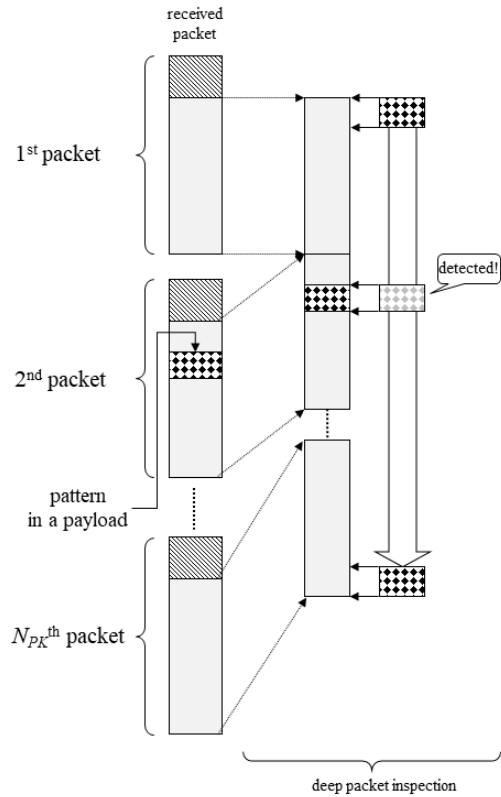 received
packet
1st packet
detected!
2nd packet
pattern
in a payload
NPKth packet
deep packet inspection